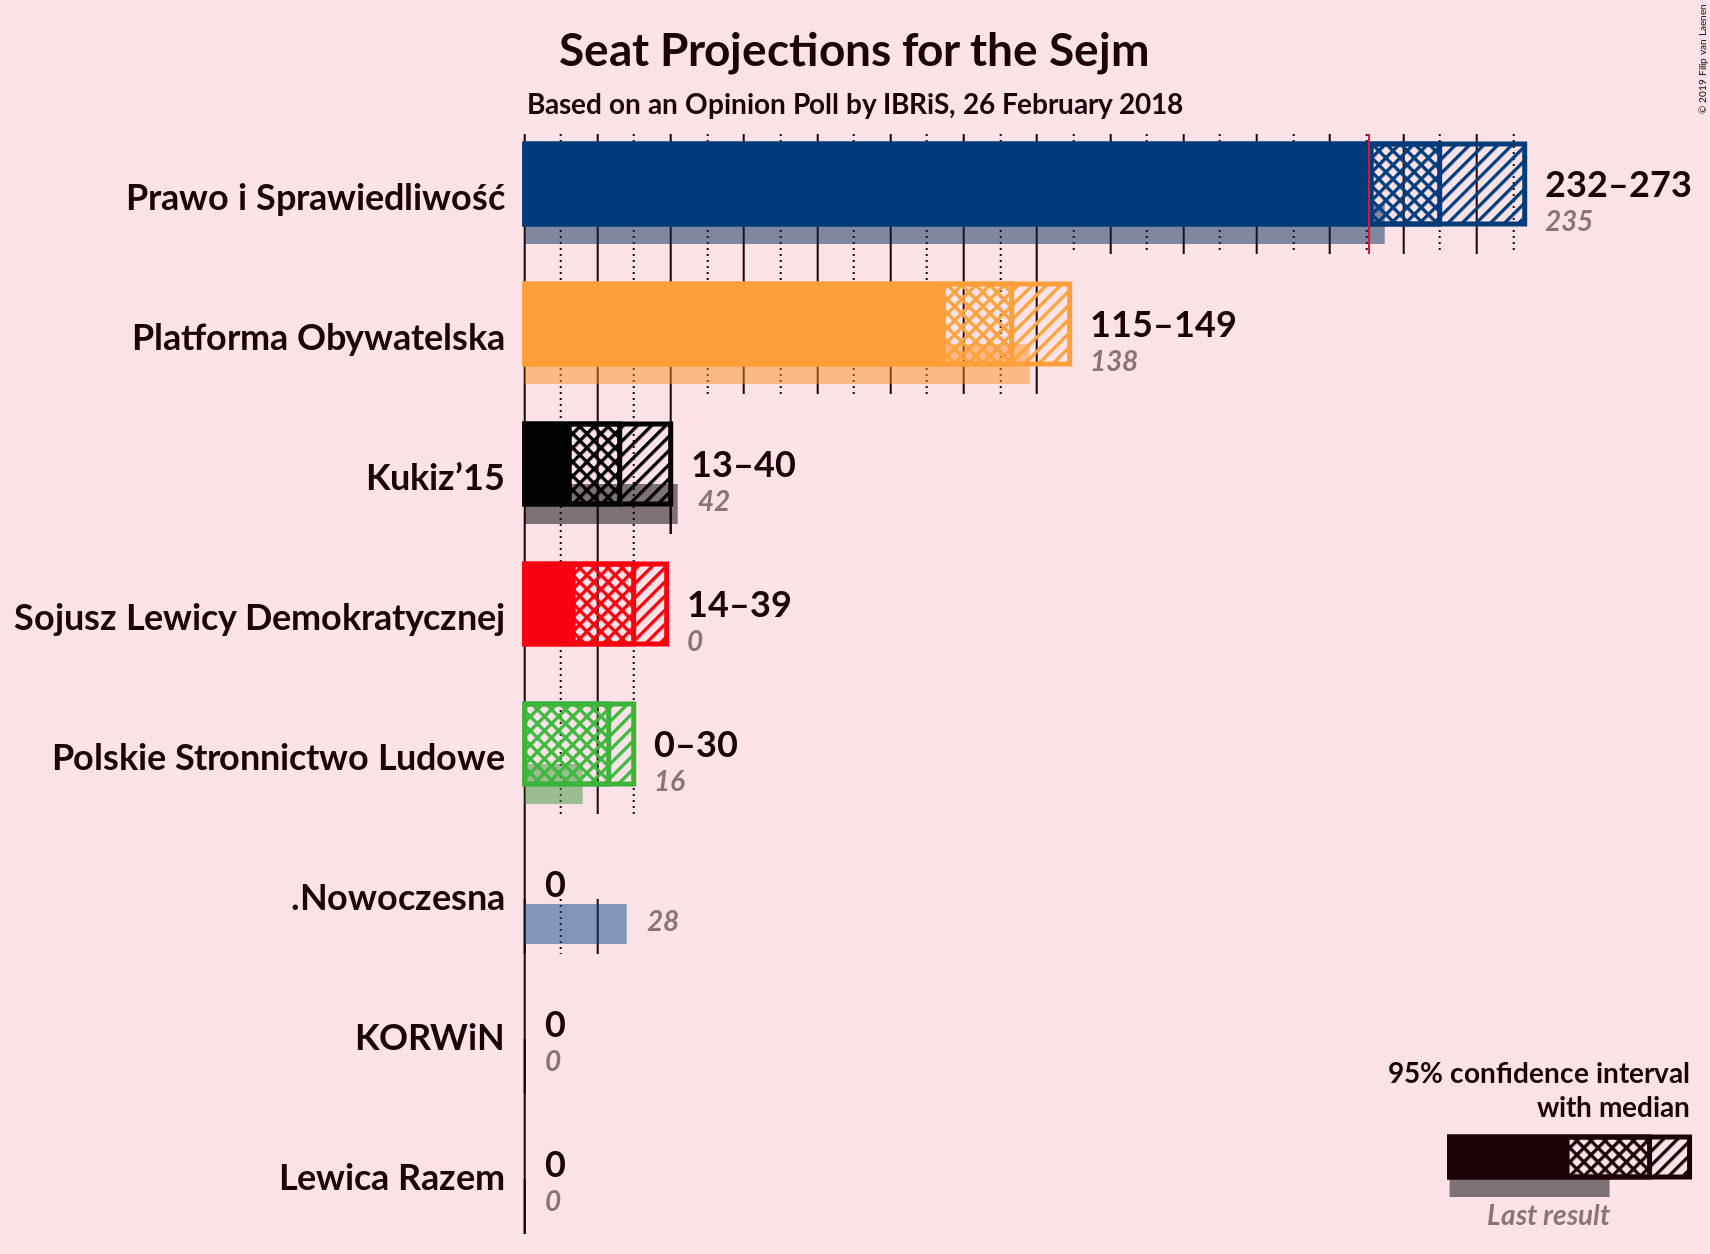 Seat Projections for the Sejm
Based on an Opinion Poll by IBRiS, 26 February 2018
© 2019 Filip van Laenen
Prawo i Sprawiedliwość
232–273
235
Platforma Obywatelska
115–149
138
Kukiz’15
13–40
42
Sojusz Lewicy Demokratycznej
14–39
0
Polskie Stronnictwo Ludowe
0–30
16
.Nowoczesna
0
28
KORWiN
0
0
Lewica Razem
0
0
95% confidence interval
with median
Last result